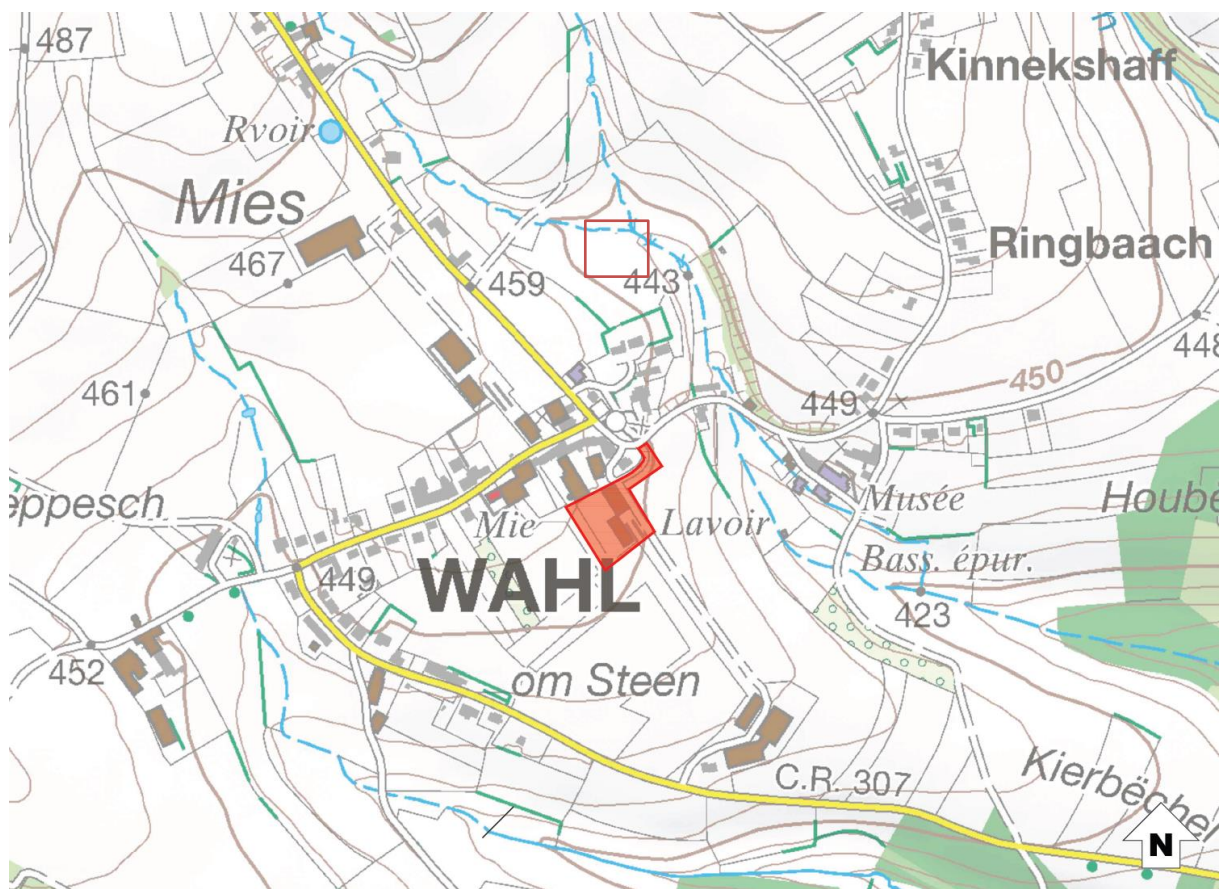 487
Kinnekshaff
Rvoir
Mies
Ringbaach
467
459
443
448
450
461
449
Musée
Hoube
eppesch
Mie
Lavoir
Bass. épur.
WAHL
449
423
452
om Steen
C.R. 307
Kierbëchel
N